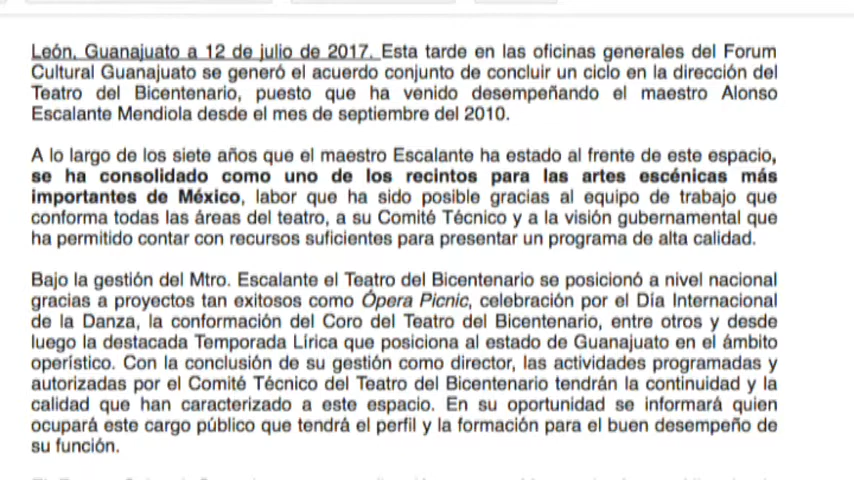 León, Guanajuato a 12 de julio de 2017. Esta tarde en las oficinas generales del Forum
Cultural Guanajuato se generó el acuerdo conjunto de concluir un ciclo en la dirección del
Teatro del Bicentenario, puesto que ha venido desempeñando el maestro Alonso
Escalante Mendiola desde el mes de septiembre del 2010.
A lo largo de los siete años que el maestro Escalante ha estado al frente de este espacio,
se ha consolidado como uno de los recintos para las artes escénicas más
importantes de México, labor que ha sido posible gracias al equipo de trabajo que
conforma todas las áreas del teatro, a su Comité Técnico y a la visión gubernamental que
ha permitido contar con recursos suficientes para presentar un programa de alta calidad.
Bajo la gestión del Mtro. Escalante el Teatro del Bicentenario se posicionó a nivel nacional
gracias a proyectos tan exitosos como Ópera Picnic, celebración por el Día Internacional
de la Danza, la conformación del Coro del Teatro del Bicentenario, entre otros y desde
luego la destacada Temporada Lírica que posiciona al estado de Guanajuato en el ámbito
operístico. Con la conclusión de su gestión como director, las actividades programadas y
autorizadas por el Comité Técnico del Teatro del Bicentenario tendrán la continuidad y la
calidad que han caracterizado a este espacio. En su oportunidad se informará quien
ocupará este cargo público que tendrá el perfil y la formación para el buen desempeño de
su función.